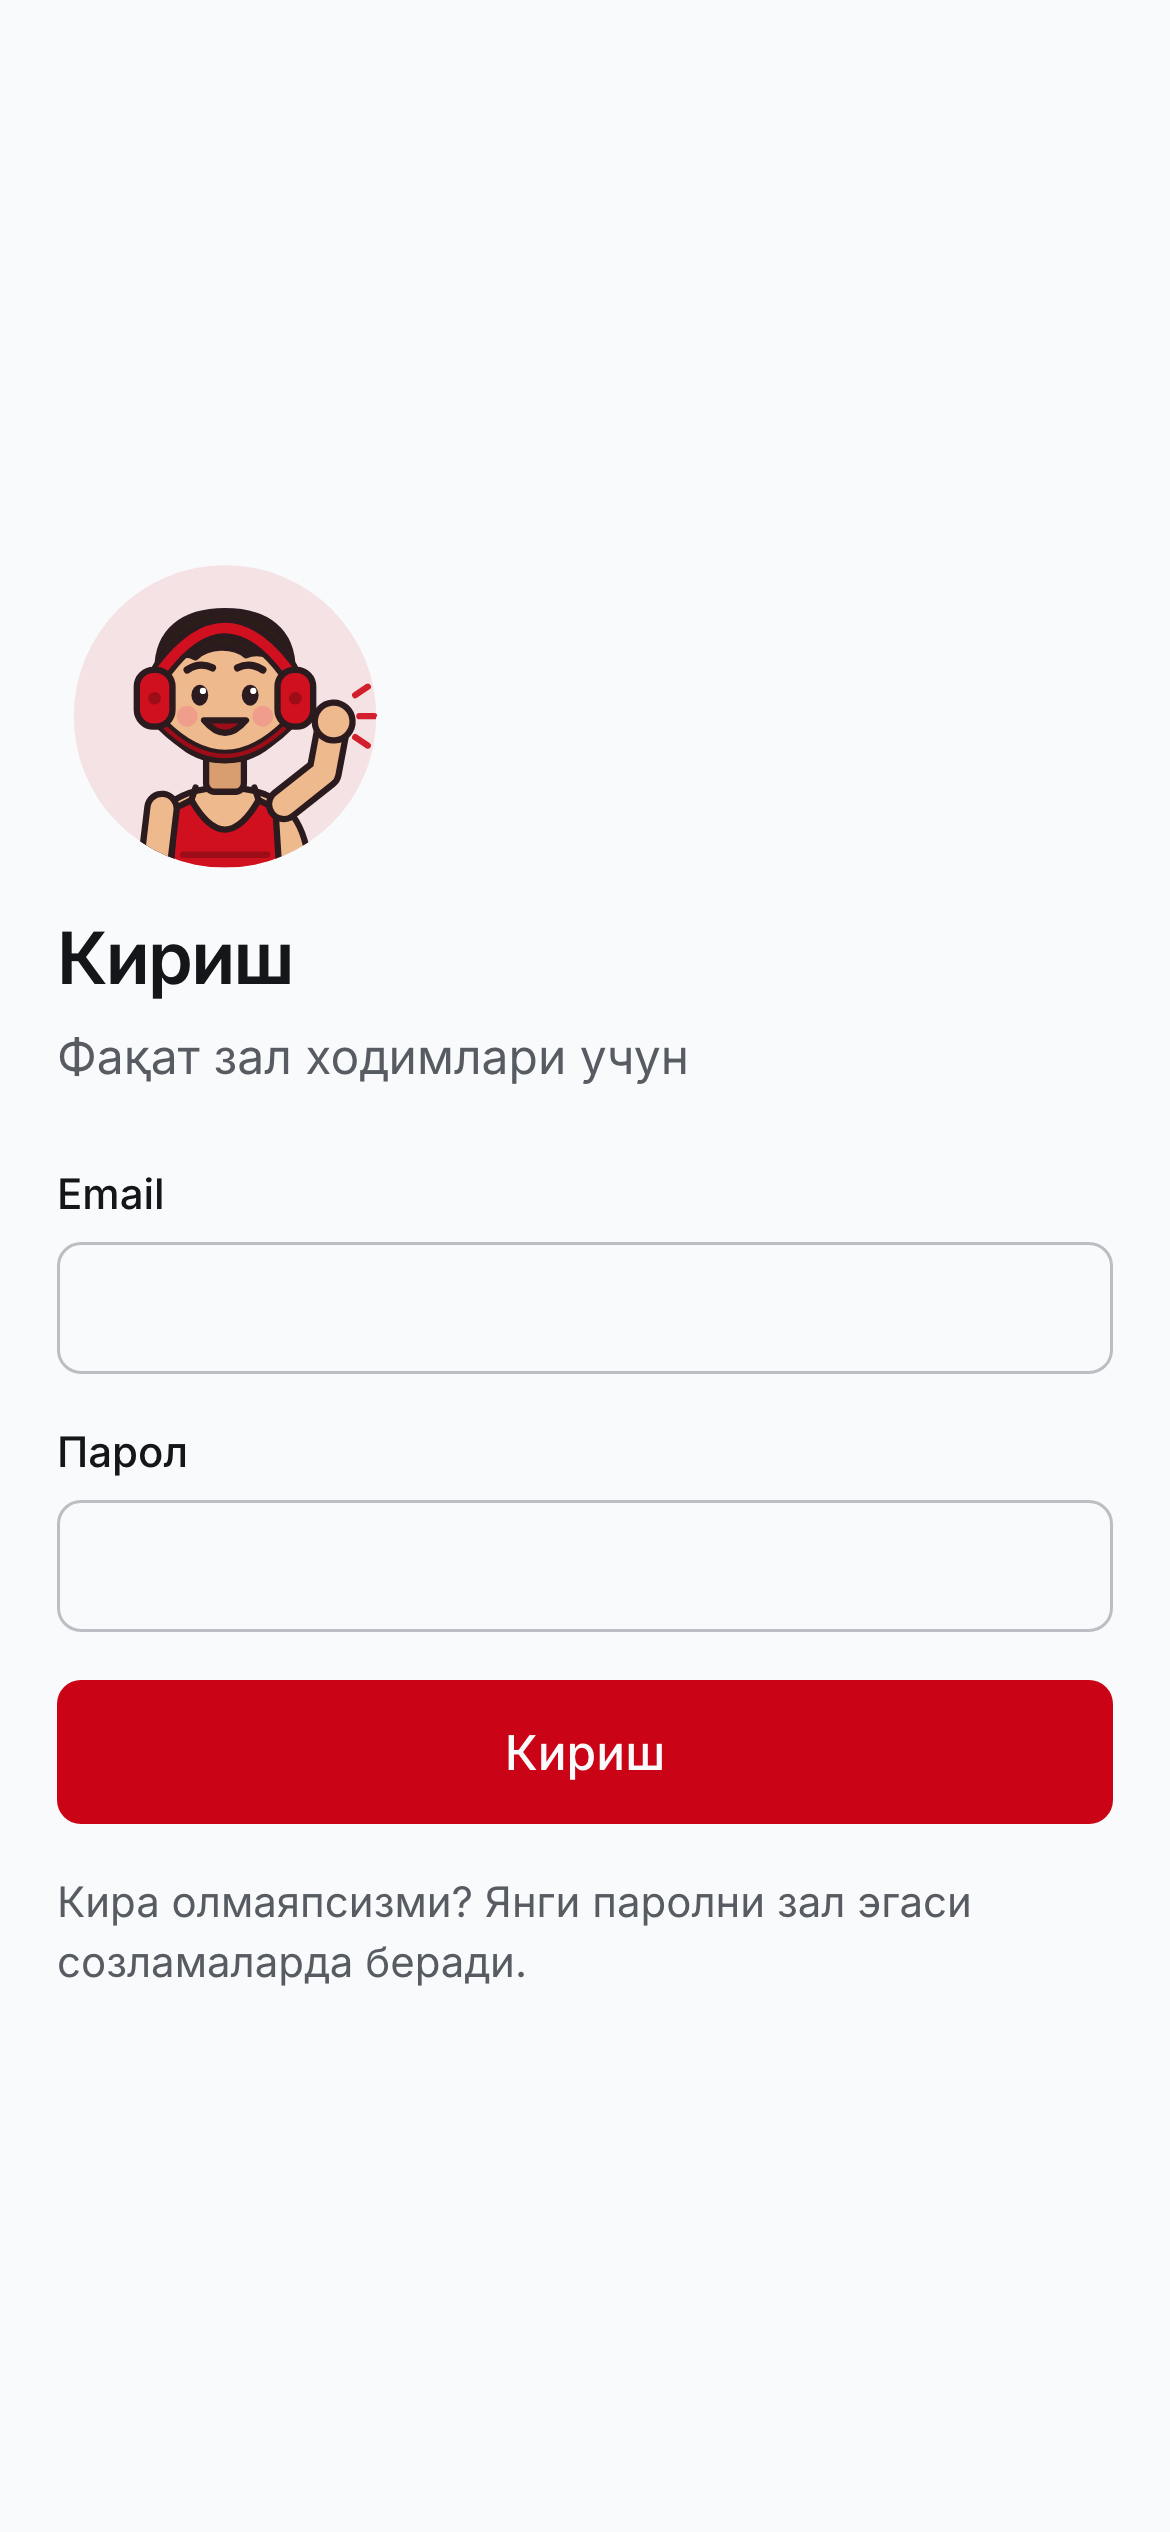 Кириш
Фақат зал ходимлари учун
Email
Парол
Кириш
Кира олмаяпсизми? Янги паролни зал эгаси
созламаларда беради.